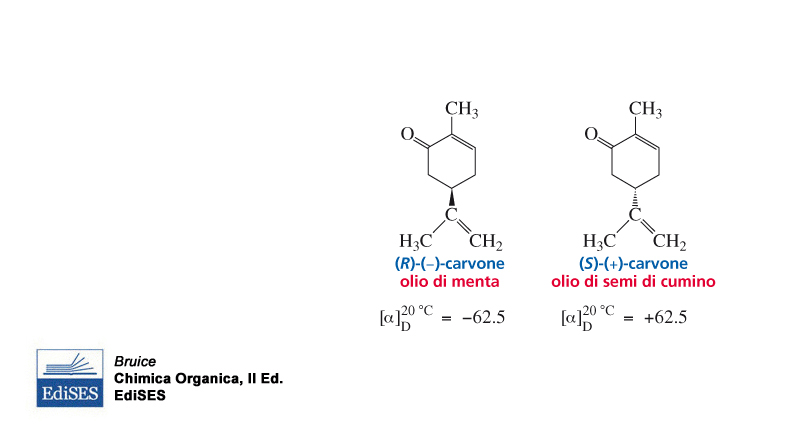 CH₃ CH₃
O O
C C
H₃C CH₂ H₃C CH₂
(R)-(−)-carvone (S)-(+)-carvone
olio di menta olio di semi di cumino
[α]D20 °C = −62.5 [α]D20 °C = +62.5
Bruice
Chimica Organica, II Ed.
EdiSES EdiSES